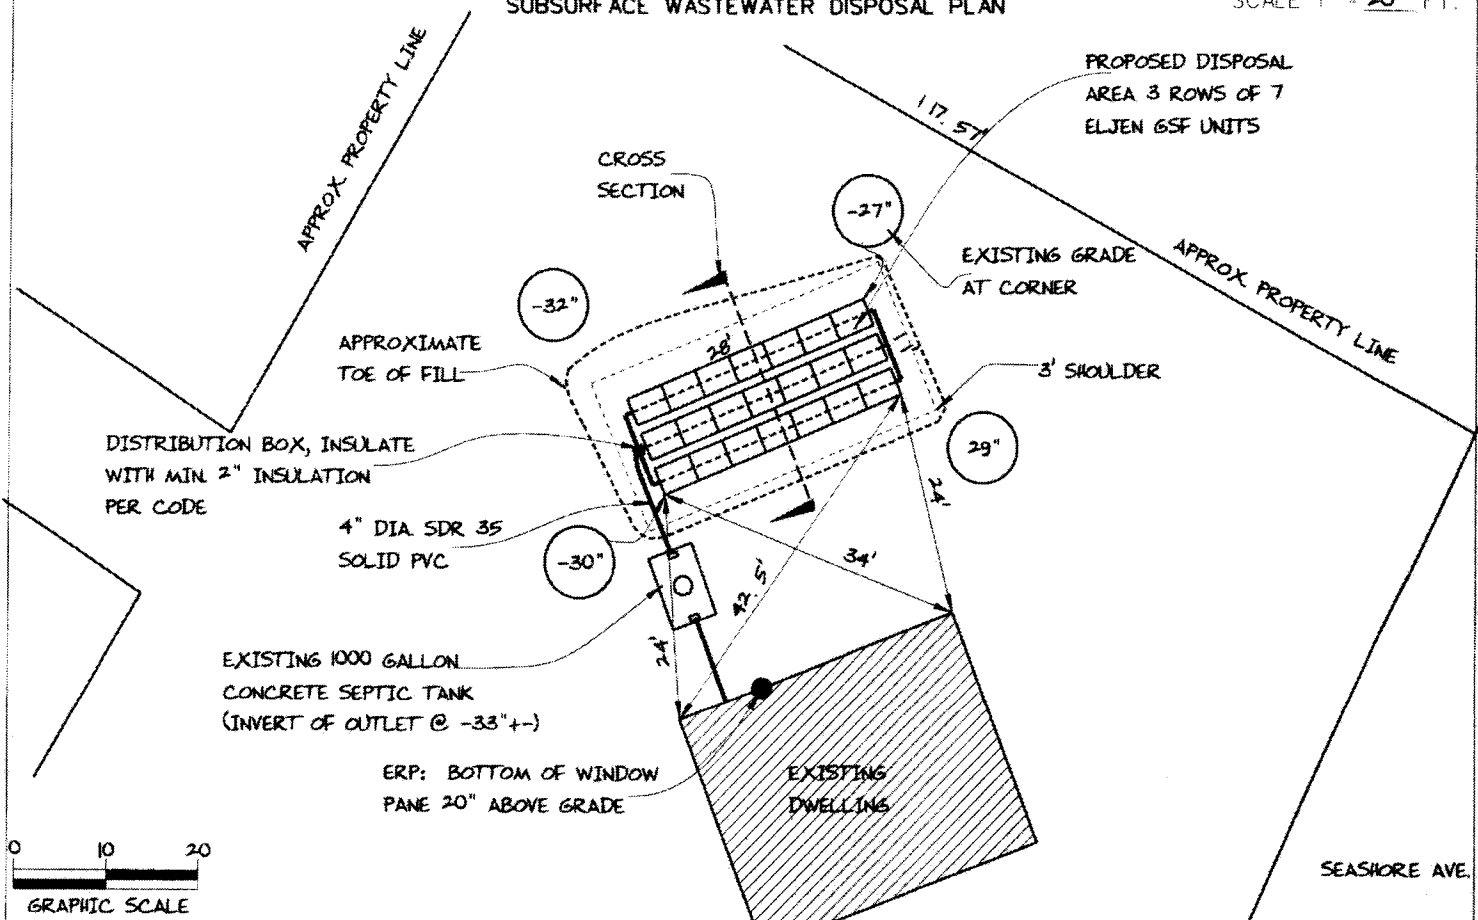 SUBSURFACE WASTEWATER DISPOSAL PLAN
SCALE 1" = 20 FT.
APPROX. PROPERTY LINE
117.57'
PROPOSED DISPOSAL
AREA 3 ROWS OF 7
ELJEN GSF UNITS
CROSS
SECTION
-27"
EXISTING GRADE
AT CORNER
APPROX. PROPERTY LINE
-32"
APPROXIMATE
TOE OF FILL
28'
11'
3' SHOULDER
DISTRIBUTION BOX, INSULATE
WITH MIN. 2" INSULATION
PER CODE
29"
24'
4" DIA. SDR 35
SOLID PVC
-30"
34'
42.5'
24'
EXISTING 1000 GALLON
CONCRETE SEPTIC TANK
(INVERT OF OUTLET @ -33"+-)
ERP: BOTTOM OF WINDOW
PANE 20" ABOVE GRADE
EXISTING
DWELLING
0 10 20
GRAPHIC SCALE
SEASHORE AVE.